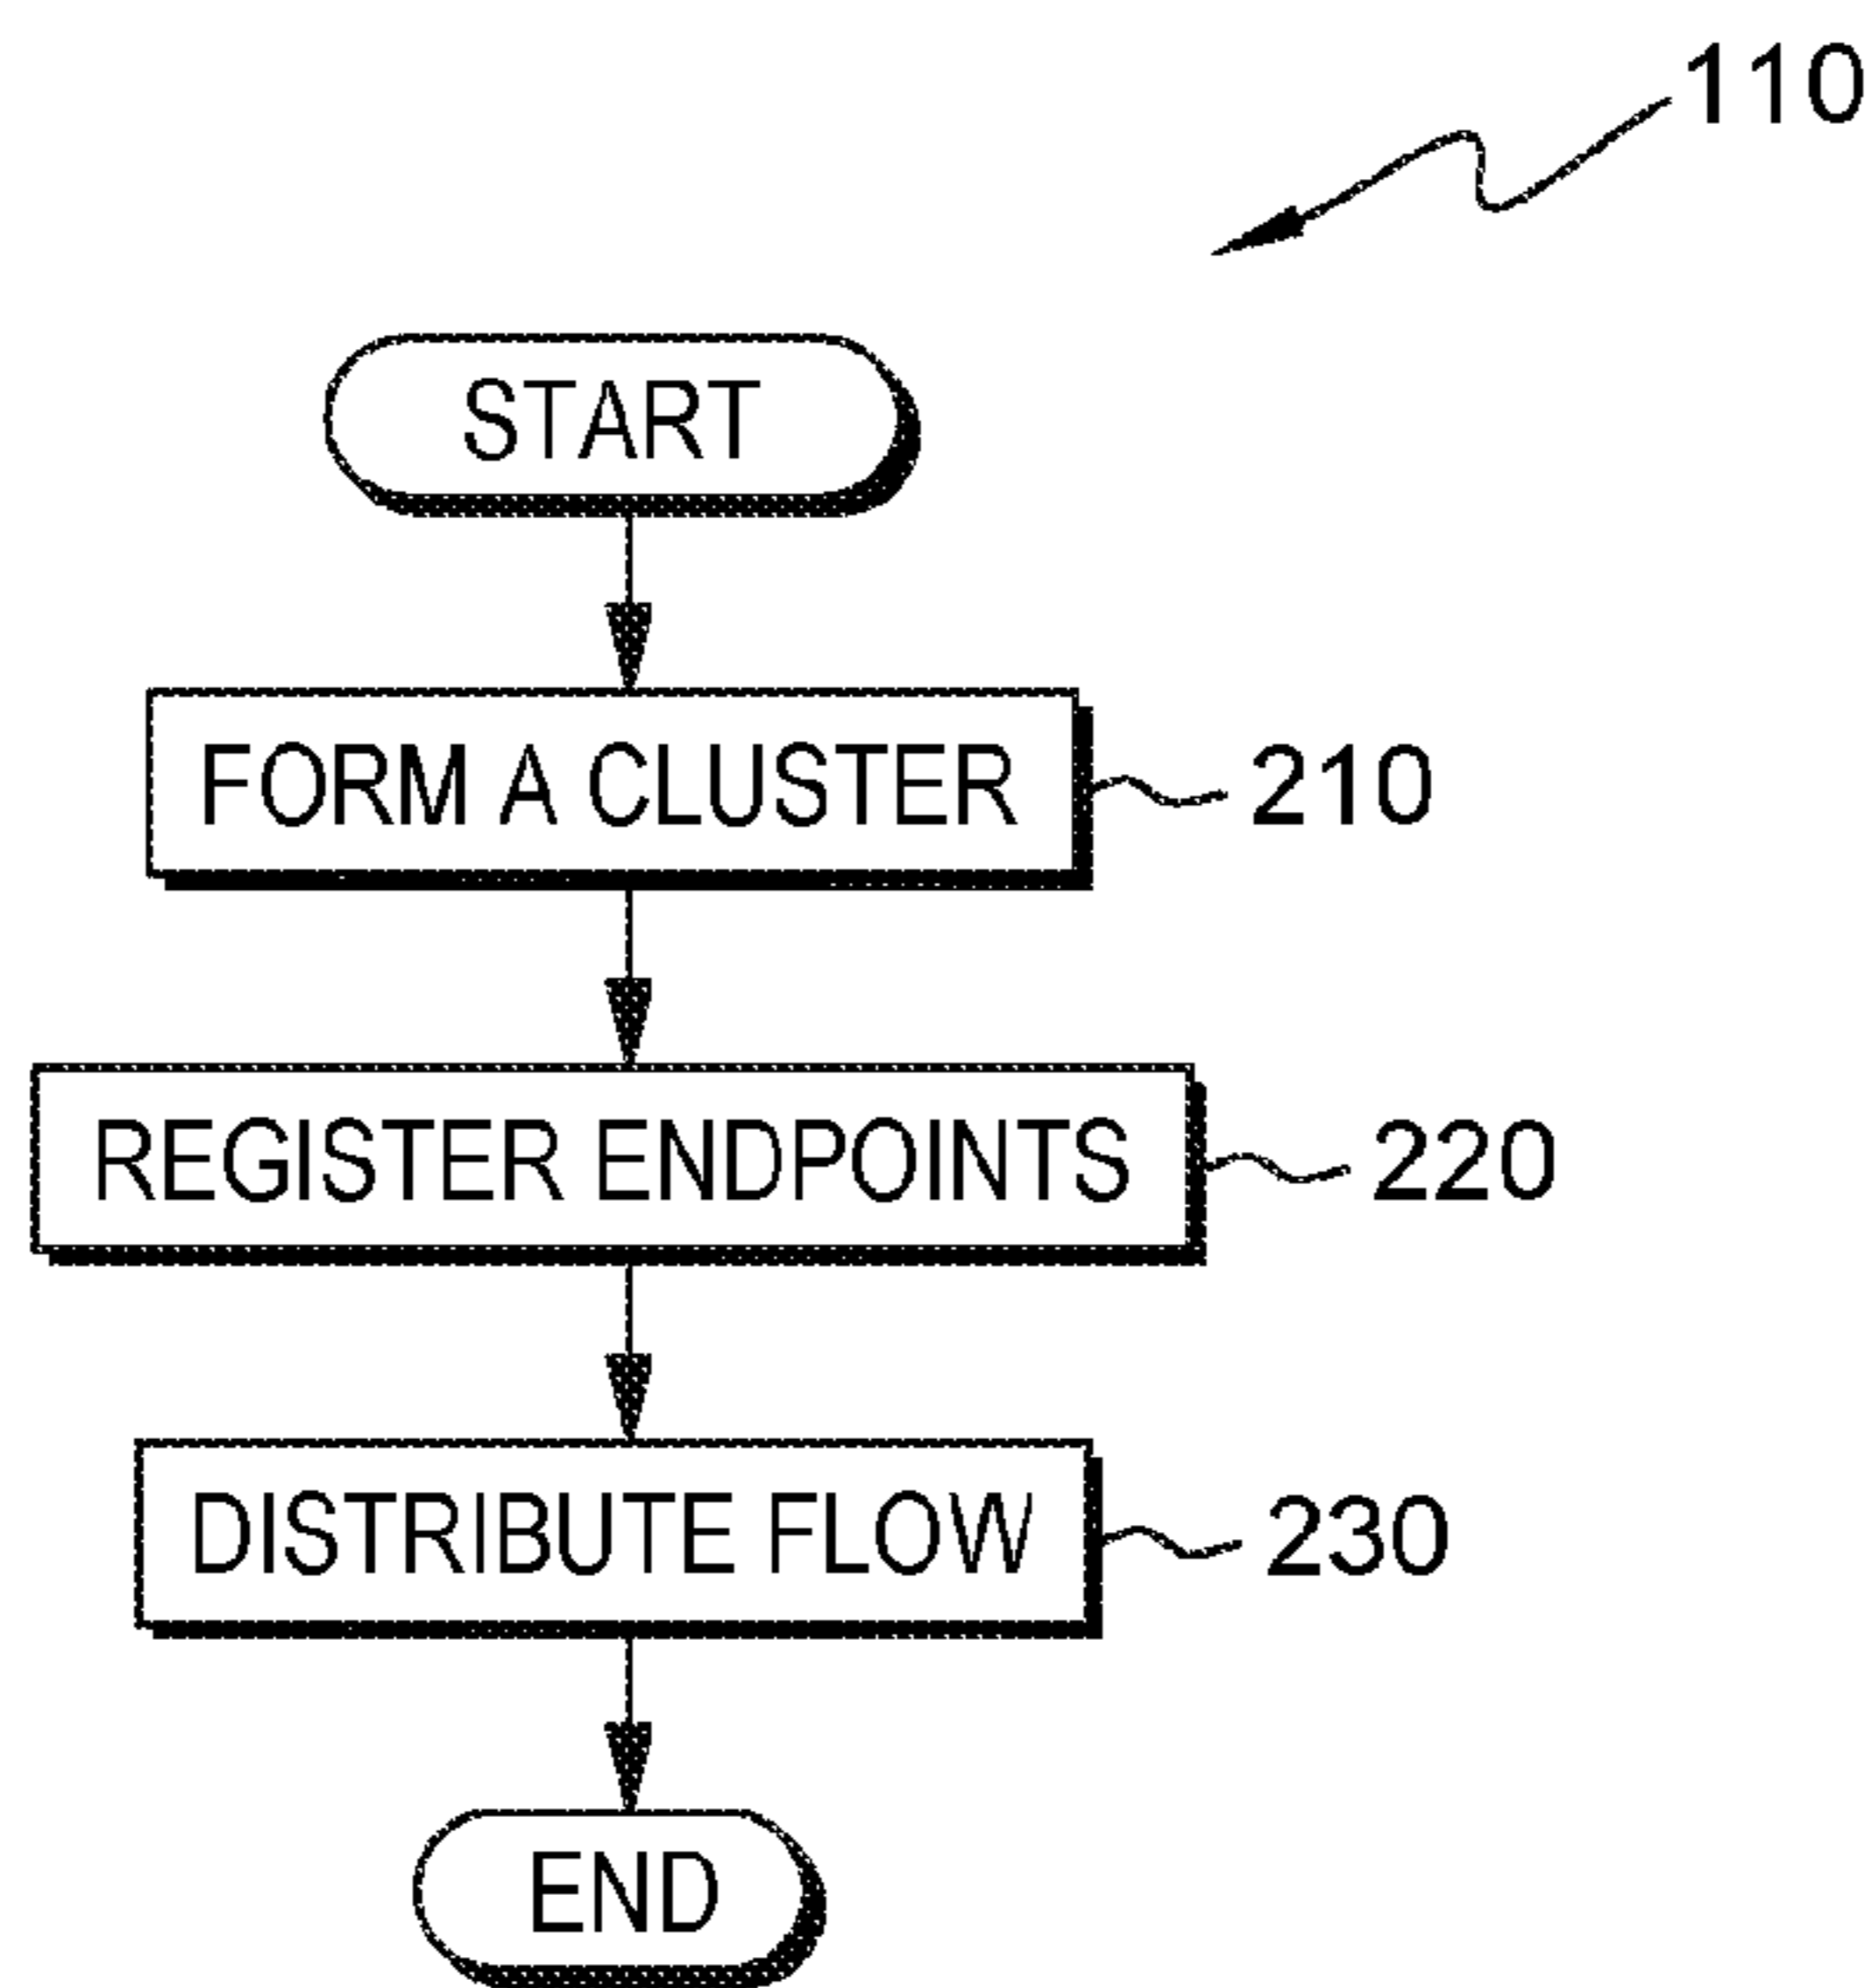 110
START
FORM A CLUSTER 210
REGISTER ENDPOINTS 220
DISTRIBUTE FLOW 230
END